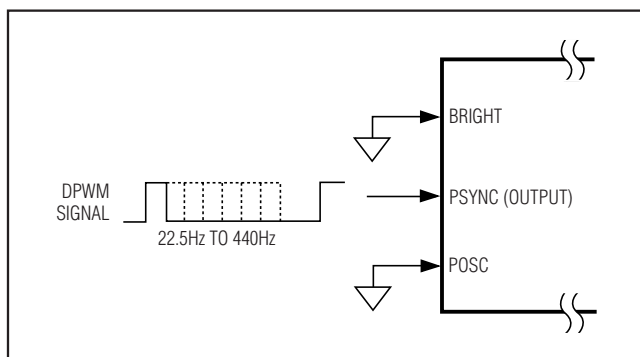 BRIGHT
DPWM
SIGNAL
PSYNC (OUTPUT)
22.5Hz TO 440Hz
POSC